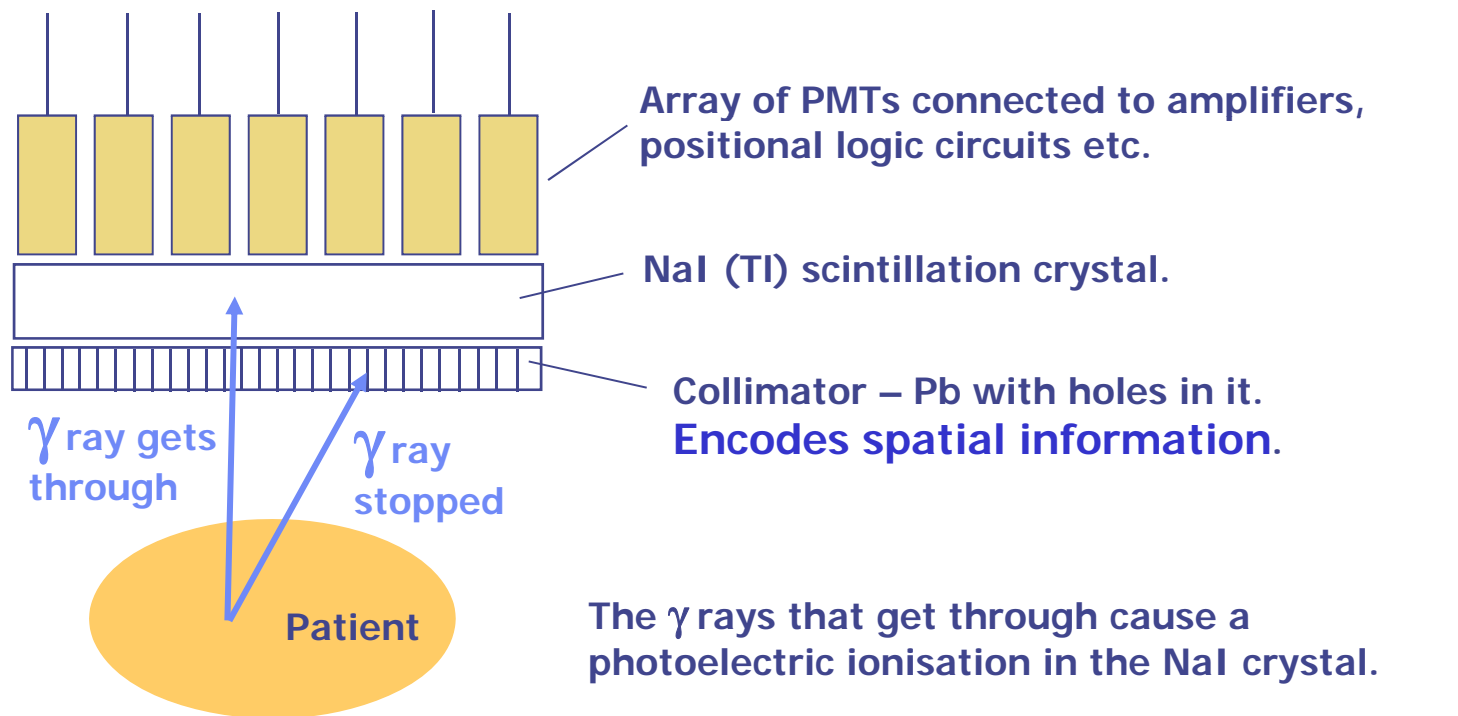 Array of PMTs connected to amplifiers,
positional logic circuits etc.
NaI (Tl) scintillation crystal.
Collimator – Pb with holes in it.
Encodes spatial information.
γ ray gets
through
γ ray
stopped
Patient
The γ rays that get through cause a
photoelectric ionisation in the NaI crystal.